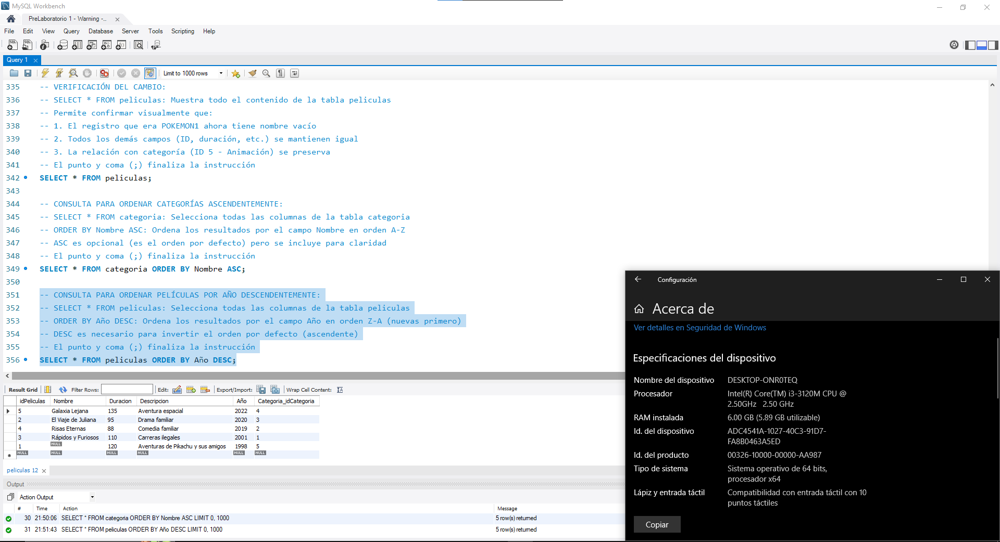 MySQL Workbench
PreLaboratorio 1 - Warning -...
File Edit View Query Database Server Tools Scripting Help
Query 1
Limit to 1000 rows
335 -- VERIFICACIÓN DEL CAMBIO:
336 -- SELECT * FROM peliculas: Muestra todo el contenido de la tabla peliculas
337 -- Permite confirmar visualmente que:
338 -- 1. El registro que era POKEMON1 ahora tiene nombre vacío
339 -- 2. Todos los demás campos (ID, duración, etc.) se mantienen igual
340 -- 3. La relación con categoría (ID 5 - Animación) se preserva
341 -- El punto y coma (;) finaliza la instrucción
342 SELECT * FROM peliculas;
343
344 -- CONSULTA PARA ORDENAR CATEGORÍAS ASCENDENTEMENTE:
345 -- SELECT * FROM categoria: Selecciona todas las columnas de la tabla categoria
346 -- ORDER BY Nombre ASC: Ordena los resultados por el campo Nombre en orden A-Z
347 -- ASC es opcional (es el orden por defecto) pero se incluye para claridad
348 -- El punto y coma (;) finaliza la instrucción
349 SELECT * FROM categoria ORDER BY Nombre ASC;
350
351 -- CONSULTA PARA ORDENAR PELÍCULAS POR AÑO DESCENDENTEMENTE:
352 -- SELECT * FROM peliculas: Selecciona todas las columnas de la tabla peliculas
353 -- ORDER BY Año DESC: Ordena los resultados por el campo Año en orden Z-A (nuevas primero)
354 -- DESC es necesario para invertir el orden por defecto (ascendente)
355 -- El punto y coma (;) finaliza la instrucción
356 SELECT * FROM peliculas ORDER BY Año DESC;
Result Grid Filter Rows: Edit: Export/Import: Wrap Cell Content:
idPeliculas Nombre Duracion Descripcion Año Categoria_idCategoria
5 Galaxia Lejana 135 Aventura espacial 2022 4
2 El Viaje de Juliana 95 Drama familiar 2020 3
4 Risas Eternas 88 Comedia familiar 2019 2
3 Rápidos y Furiosos 110 Carreras ilegales 2001 1
1 NULL 120 Aventuras de Pikachu y sus amigos 1998 5
NULL NULL NULL NULL NULL NULL
peliculas 12
Output
Action Output
# Time Action Message
30 21:50:06 SELECT * FROM categoria ORDER BY Nombre ASC LIMIT 0, 1000 5 row(s) returned
31 21:51:43 SELECT * FROM peliculas ORDER BY Año DESC LIMIT 0, 1000 5 row(s) returned
Configuración
Acerca de
Ver detalles en Seguridad de Windows
Especificaciones del dispositivo
Nombre del dispositivo DESKTOP-ONR0TEQ
Procesador Intel(R) Core(TM) i3-3120M CPU @
2.50GHz 2.50 GHz
RAM instalada 6.00 GB (5.89 GB utilizable)
Id. del dispositivo ADC4541A-1027-40C3-91D7-
FA8B0463A5ED
Id. del producto 00326-10000-00000-AA987
Tipo de sistema Sistema operativo de 64 bits,
procesador x64
Lápiz y entrada táctil Compatibilidad con entrada táctil con 10
puntos táctiles
Copiar